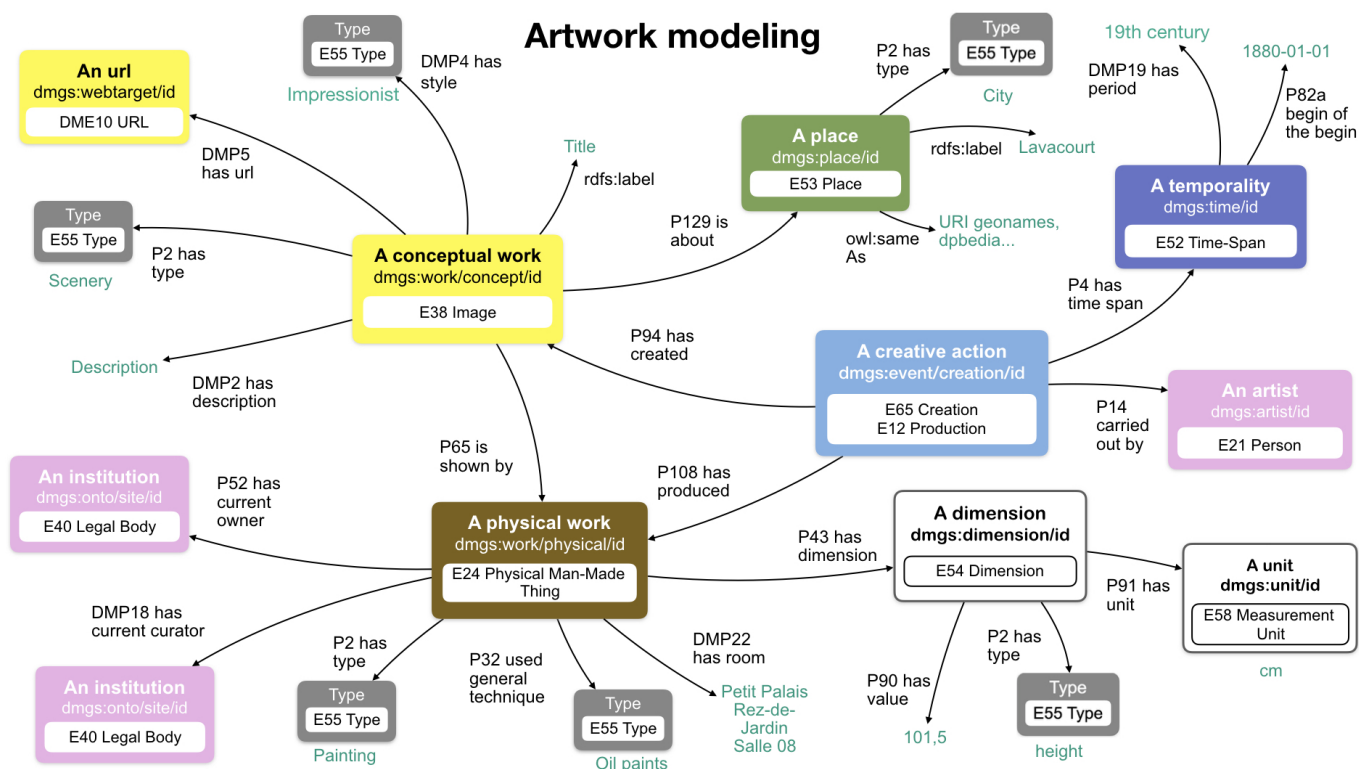 Artwork modeling
An url
dmgs:webtarget/id
DME10 URL
Type
E55 Type
Impressionist
DMP4 has
style
DMP5
has url
Title
rdfs:label
Type
E55 Type
Scenery
P2 has
type
A conceptual work
dmgs:work/concept/id
E38 Image
Description
DMP2 has
description
P129 is
about
A place
dmgs:place/id
E53 Place
P2 has
type
Type
E55 Type
City
rdfs:label
Lavacourt
owl:same
As
URI geonames,
dpbedia...
19th century
DMP19 has
period
1880-01-01
P82a
begin of
the begin
A temporality
dmgs:time/id
E52 Time-Span
P4 has
time span
P94 has
created
A creative action
dmgs:event/creation/id
E65 Creation
E12 Production
P14
carried
out by
An artist
dmgs:artist/id
E21 Person
P65 is
shown by
P108 has
produced
An institution
dmgs:onto/site/id
E40 Legal Body
P52 has
current
owner
A physical work
dmgs:work/physical/id
E24 Physical Man-Made
Thing
P43 has
dimension
A dimension
dmgs:dimension/id
E54 Dimension
P91 has
unit
A unit
dmgs:unit/id
E58 Measurement
Unit
cm
DMP18 has
current curator
An institution
dmgs:onto/site/id
E40 Legal Body
P2 has
type
Type
E55 Type
Painting
P32 used
general
technique
Type
E55 Type
Oil paints
DMP22
has room
Petit Palais
Rez-de-
Jardin
Salle 08
P90 has
value
101,5
P2 has
type
Type
E55 Type
height